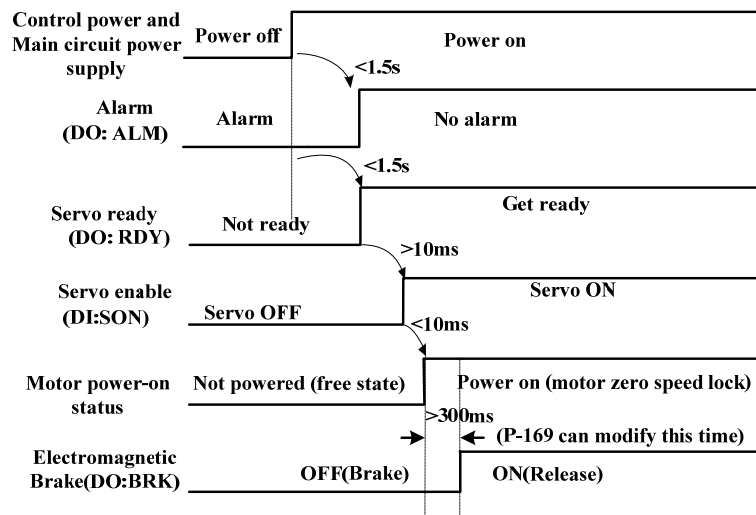 Control power and
Main circuit power
supply
Power off
Power on
<1.5s
Alarm
(DO: ALM)
Alarm
No alarm
<1.5s
Servo ready
(DO: RDY)
Not ready
Get ready
>10ms
Servo enable
(DI:SON)
Servo OFF
Servo ON
<10ms
Motor power-on
status
Not powered (free state)
Power on (motor zero speed lock)
>300ms
(P-169 can modify this time)
Electromagnetic
Brake(DO:BRK)
OFF(Brake)
ON(Release)